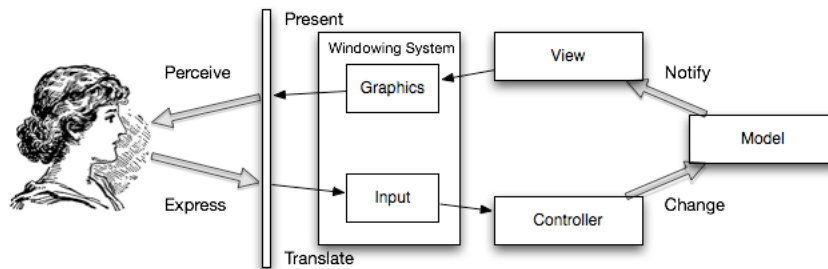 Present
Windowing System
View
Perceive
Notify
Graphics
Model
Input
Express
Controller
Change
Translate